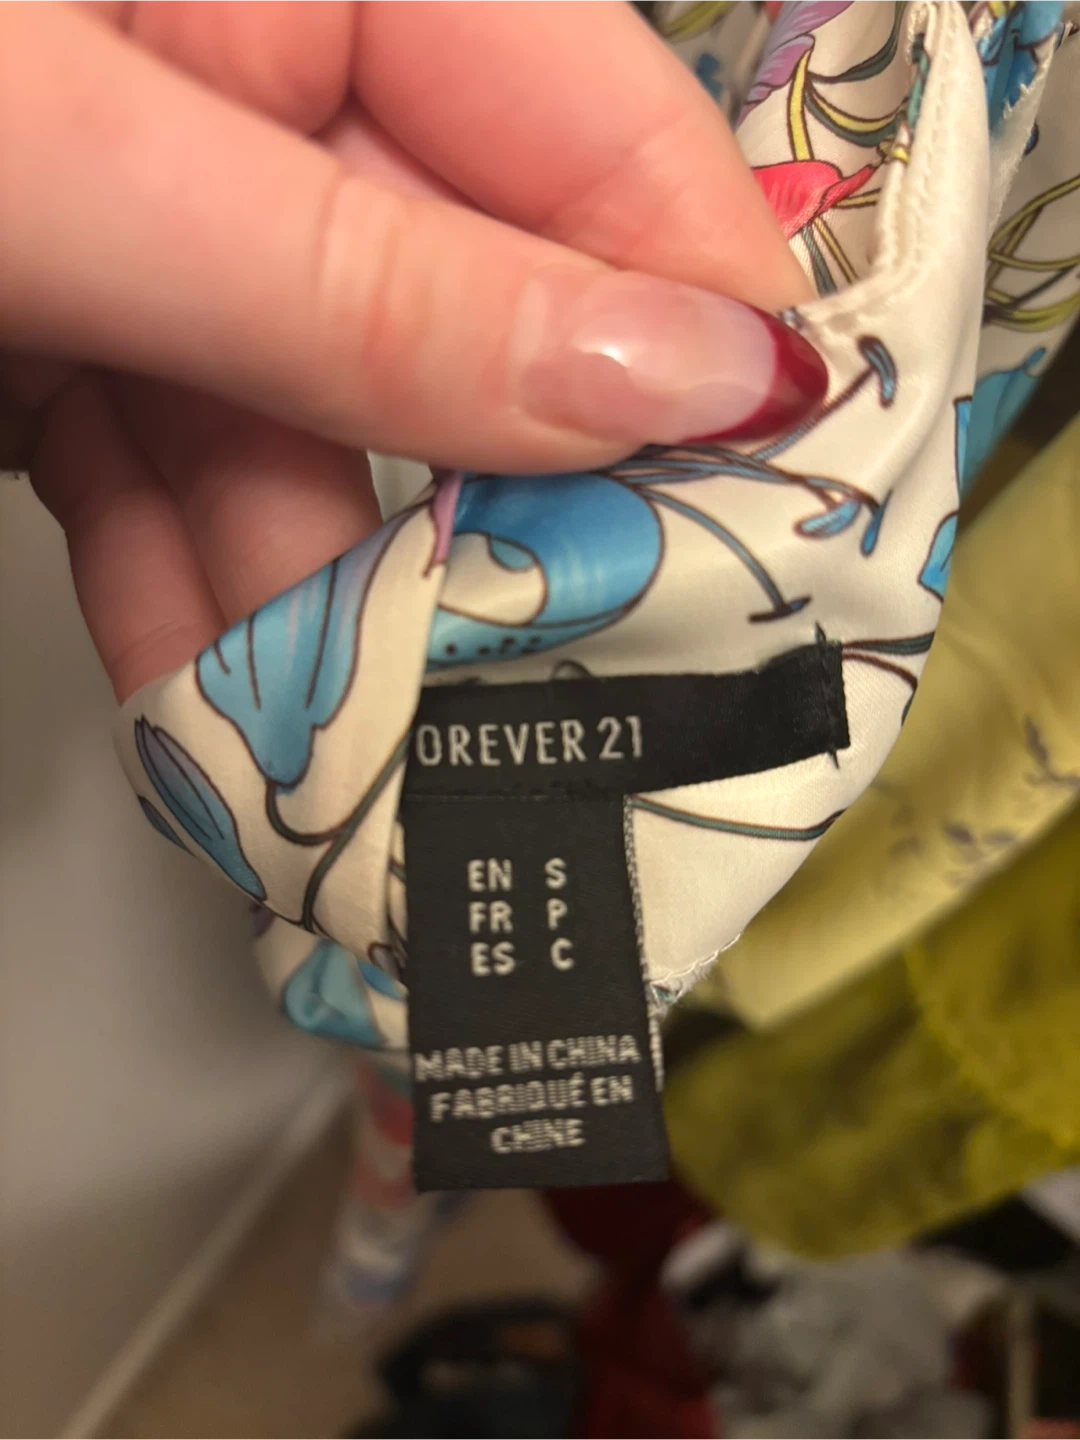 OREVER 21
EN S
FR P
ES C
MADE IN CHINA
FABRIQUÉ EN
CHINE